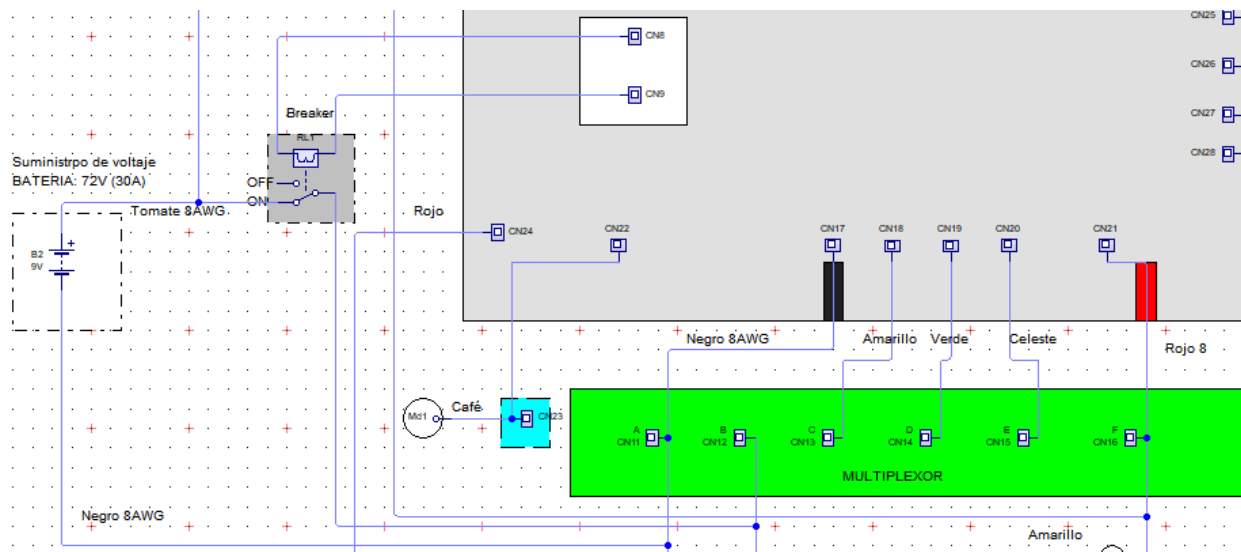 CN25
CN8
CN26
CN9
Breaker
CN27
RL1
CN28
Suministrpo de voltaje
BATERIA: 72V (30A)
OFF
ON
Tomate 8AWG
Rojo
CN24
CN22
CN17
CN18
CN19
CN20
CN21
+
B2
9V
Negro 8AWG
Amarillo
Verde
Celeste
Rojo 8
Md1
Café
CN23
A
CN11
B
CN12
C
CN13
D
CN14
E
CN15
F
CN16
MULTIPLEXOR
Negro 8AWG
Amarillo